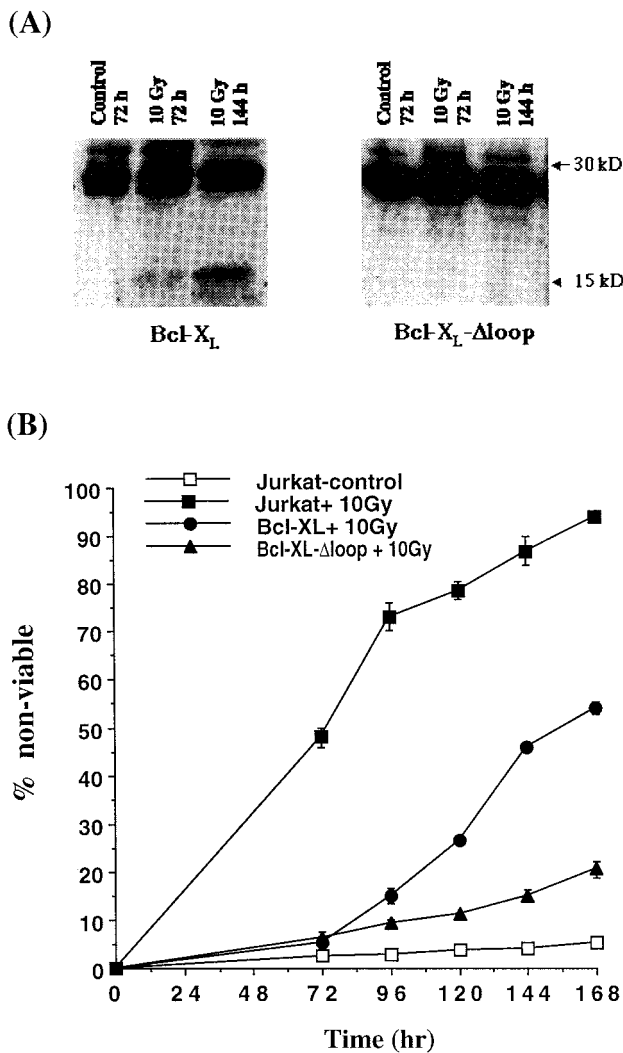 (A)
Control
72 h
10 Gy
72 h
10 Gy
144 h
Control
72 h
10 Gy
72 h
10 Gy
144 h
←30 kD
←15 kD
Bcl-XL
Bcl-XL-Δloop
(B)
Jurkat-control
Jurkat+ 10Gy
Bcl-XL+ 10Gy
Bcl-XL-Δloop + 10Gy
100
90
80
70
60
50
40
30
20
10
0
% non-viable
0 24 48 72 96 120 144 168
Time (hr)